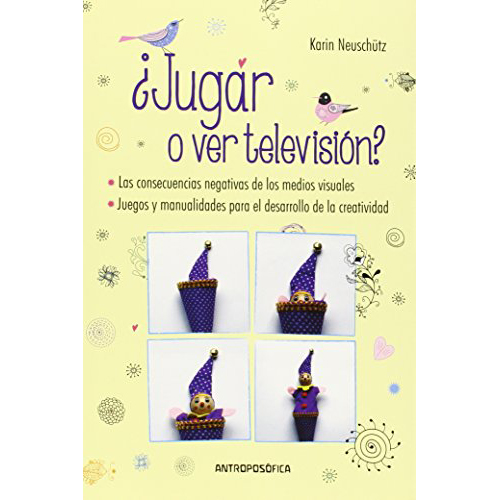 Karin Neuschütz
¿Jugar
o ver televisión?
• Las consecuencias negativas de los medios visuales
• Juegos y manualidades para el desarrollo de la creatividad
ANTROPOSÓFICA